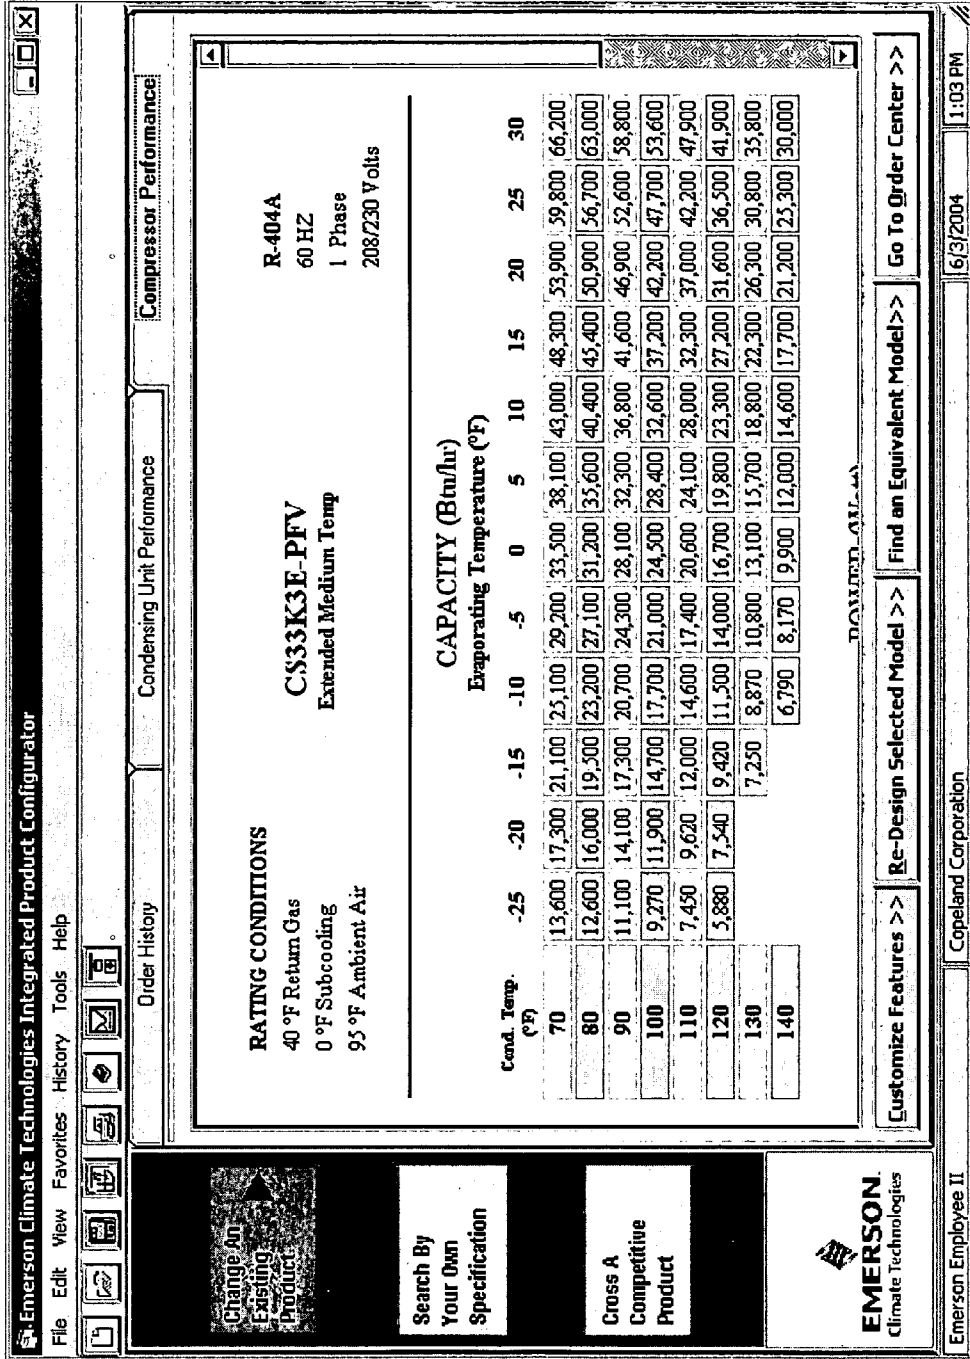 Emerson Climate Technologies Integrated Product Configurator
File Edit View Favorites History Tools Help
Order History Condensing Unit Performance Compressor Performance
Change An
Existing
Product
Search By
Your Own
Specification
Cross A
Competitive
Product
EMERSON.
Climate Technologies
CS33K3E-PFV
Extended Medium Temp
RATING CONDITIONS
40 °F Return Gas
0 °F Subcooling
95 °F Ambient Air
R-404A
60 HZ
1 Phase
208/230 Volts
CAPACITY (Btu/hr)
Evaporating Temperature (°F)
Cond. Temp.
(°F)
-25 -20 -15 -10 -5 0 5 10 15 20 25 30
70 13,600 17,300 21,100 25,100 29,200 33,500 38,100 43,000 48,300 53,900 59,800 66,200
80 12,600 16,000 19,500 23,200 27,100 31,200 35,600 40,400 45,400 50,900 56,700 63,000
90 11,100 14,100 17,300 20,700 24,300 28,100 32,300 36,800 41,600 46,900 52,600 58,800
100 9,270 11,900 14,700 17,700 21,000 24,500 28,400 32,600 37,200 42,200 47,700 53,600
110 7,450 9,620 12,000 14,600 17,400 20,600 24,100 28,000 32,300 37,000 42,200 47,900
120 5,880 7,540 9,420 11,500 14,000 16,700 19,800 23,300 27,200 31,600 36,500 41,900
130 7,250 8,870 10,800 13,100 15,700 18,800 22,300 26,300 30,800 35,800
140 6,790 8,170 9,900 12,000 14,600 17,700 21,200 25,300 30,000
Customize Features >> Re-Design Selected Model >> Find an Equivalent Model>> Go To Order Center >>
Emerson Employee II Copeland Corporation 6/3/2004 1:03 PM